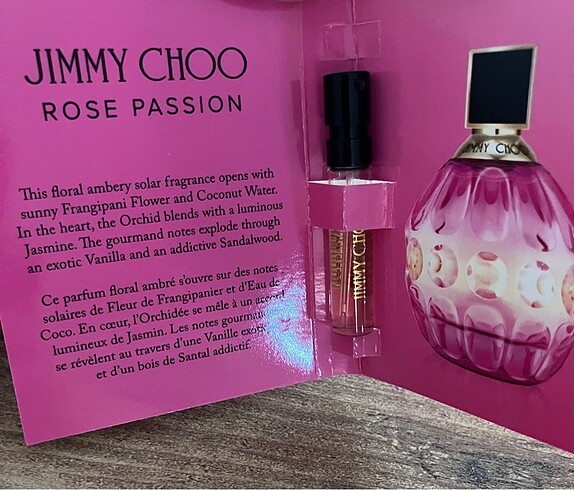 JIMMY CHOO
ROSE PASSION
This floral ambery solar fragrance opens with
sunny Frangipani Flower and Coconut Water.
In the heart, the Orchid blends with a luminous
Jasmine. The gourmand notes explode through
an exotic Vanilla and an addictive Sandalwood.
Ce parfum floral ambré s'ouvre sur des notes
solaires de Fleur de Frangipanier et d'Eau de
Coco. En cœur, l'Orchidée se mêle à un accord
lumineux de Jasmin. Les notes
se révèlent au travers d'une Vanille
et d'un bois de Santal addictif.
JIMMY CHO
JIMMY CHOO